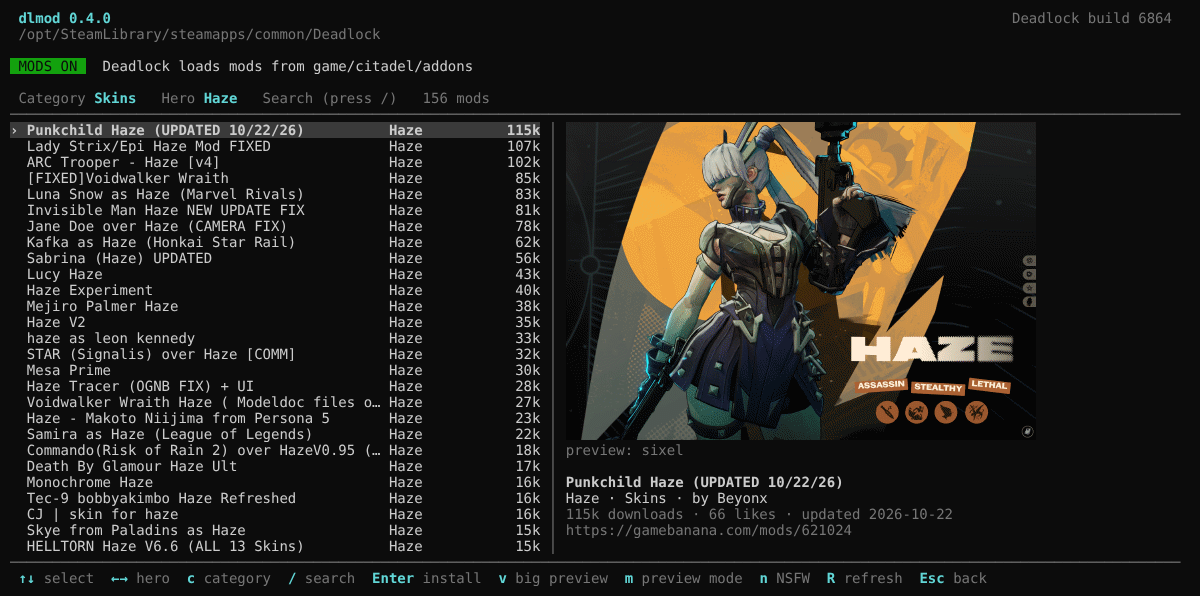 dlmod 0.4.0
Deadlock build 6864
/opt/SteamLibrary/steamapps/common/Deadlock
MODS ON Deadlock loads mods from game/citadel/addons
Category Skins Hero Haze Search (press /) 156 mods
› Punkchild Haze (UPDATED 10/22/26) Haze 115k
Lady Strix/Epi Haze Mod FIXED Haze 107k
ARC Trooper - Haze [v4] Haze 102k
[FIXED]Voidwalker Wraith Haze 85k
Luna Snow as Haze (Marvel Rivals) Haze 83k
Invisible Man Haze NEW UPDATE FIX Haze 81k
Jane Doe over Haze (CAMERA FIX) Haze 78k
Kafka as Haze (Honkai Star Rail) Haze 62k
Sabrina (Haze) UPDATED Haze 56k
Lucy Haze Haze 43k
Haze Experiment Haze 40k
Mejiro Palmer Haze Haze 38k
Haze V2 Haze 35k
haze as leon kennedy Haze 33k
STAR (Signalis) over Haze [COMM] Haze 32k
Mesa Prime Haze 30k
Haze Tracer (OGNB FIX) + UI Haze 28k
Voidwalker Wraith Haze ( Modeldoc files o… Haze 27k
Haze - Makoto Niijima from Persona 5 Haze 23k
Samira as Haze (League of Legends) Haze 22k
Commando(Risk of Rain 2) over HazeV0.95 (… Haze 18k
Death By Glamour Haze Ult Haze 17k
Monochrome Haze Haze 16k
Tec-9 bobbyakimbo Haze Refreshed Haze 16k
CJ | skin for haze Haze 16k
Skye from Paladins as Haze Haze 15k
HELLTORN Haze V6.6 (ALL 13 Skins) Haze 15k
HAZE
ASSASSIN STEALTHY LETHAL
preview: sixel
Punkchild Haze (UPDATED 10/22/26)
Haze · Skins · by Beyonx
115k downloads · 66 likes · updated 2026-10-22
https://gamebanana.com/mods/621024
↑↓ select ←→ hero c category / search Enter install v big preview m preview mode n NSFW R refresh Esc back